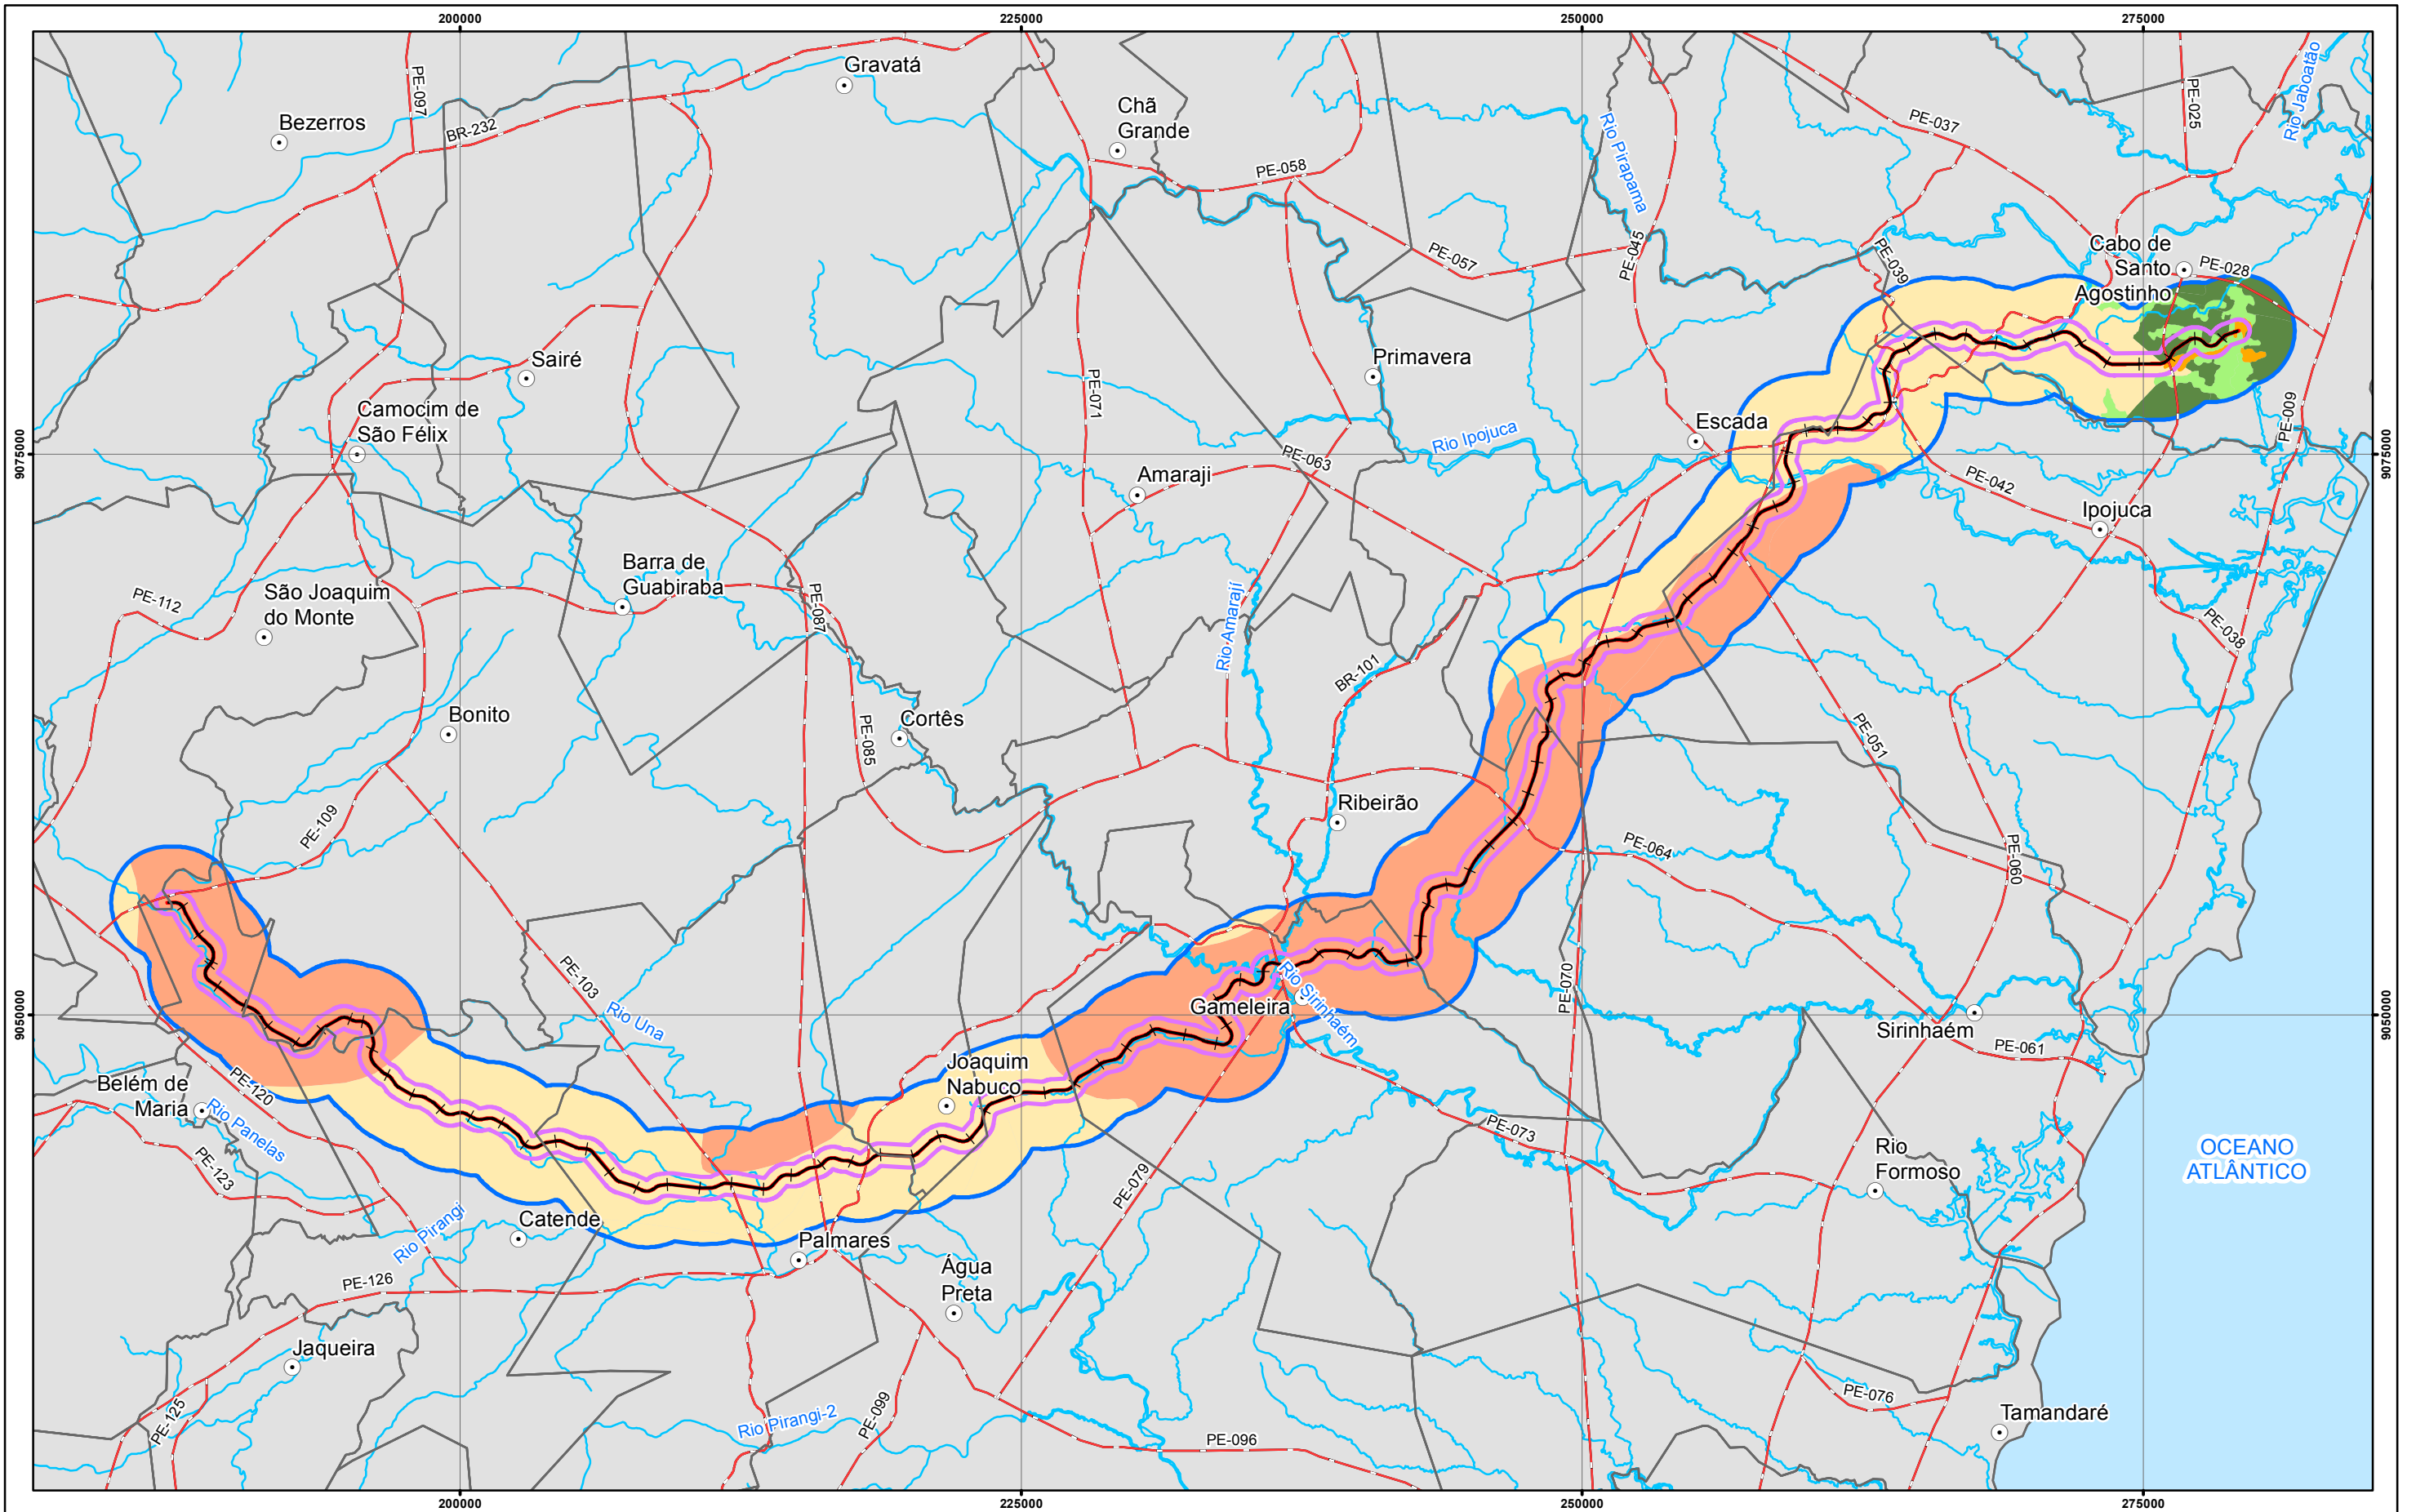 200000
225000
250000
275000
Gravatá
Rio Jaboatão
PE-097
Bezerros
BR-232
Chã
Grande
PE-025
PE-037
Rio Pirapama
PE-058
PE-045
PE-057
PE-039
Cabo de
Santo
Agostinho
PE-028
Sairé
Primavera
PE-071
Camocim de
São Félix
PE-009
Escada
Rio Ipojuca
9075000
9075000
PE-063
Amaraji
PE-042
Ipojuca
Barra de
Guabiraba
São Joaquim
do Monte
PE-112
PE-087
Rio Amarají
PE-038
BR-101
Bonito
Cortês
PE-085
PE-051
Ribeirão
PE-109
PE-064
PE-060
PE-103
Rio Una
PE-070
Rio Sirinhaém
Gameleira
9050000
9050000
Sirinhaém
PE-061
Joaquim
Nabuco
Belém de
Maria
PE-120
Rio Panelas
PE-073
PE-123
Rio
Formoso
OCEANO
ATLÂNTICO
PE-079
Catende
Rio Pirangi
Palmares
Água
Preta
PE-126
Jaqueira
PE-076
PE-125
Rio Pirangi-2
PE-099
Tamandaré
PE-096
200000
225000
250000
275000